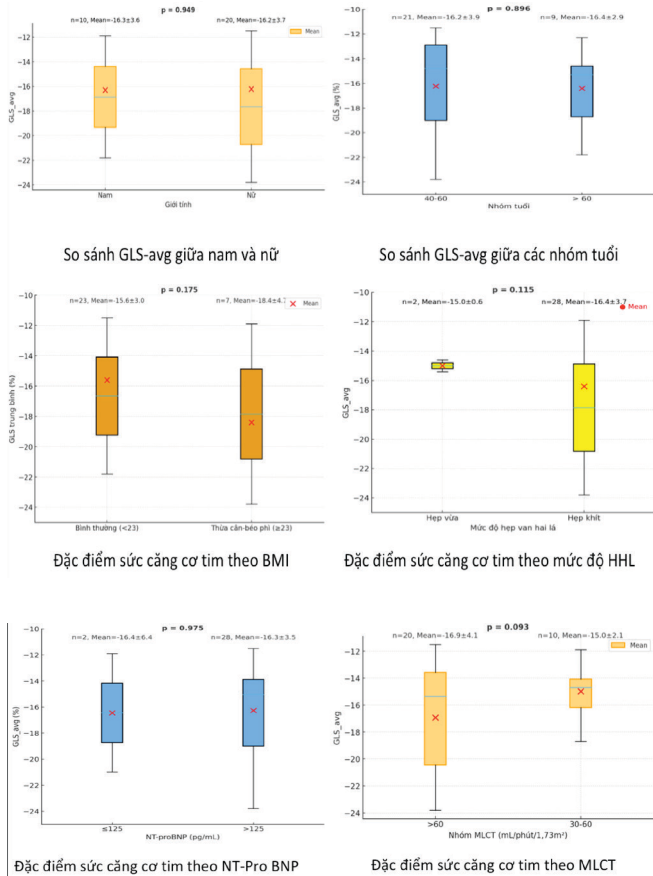 p = 0.949
n=10, Mean=-16.3±3.6
n=20, Mean=-16.2±3.7
Mean
−12
−14
−16
−18
−20
−22
−24
GLS_avg
Nam
Nữ
Giới tính
So sánh GLS-avg giữa nam và nữ
p = 0.896
n=21, Mean=-16.2±3.9
n=9, Mean=-16.4±2.9
−12
−14
−16
−18
−20
−22
−24
GLS_avg (%)
40-60
> 60
Nhóm tuổi
So sánh GLS-avg giữa các nhóm tuổi
p = 0.175
n=23, Mean=-15.6±3.0
n=7, Mean=-18.4±4.
Mean
−10
−12
−14
−16
−18
−20
−22
−24
GLS trung bình (%)
Bình thường (<23)
Thừa cân-béo phì (≥23)
Đặc điểm sức căng cơ tim theo BMI
p = 0.115
n=2, Mean=-15.0±0.6
n=28, Mean=-16.4±3.7
Mean
−10
−12
−14
−16
−18
−20
−22
−24
GLS_avg
Hẹp vừa
Hẹp khít
Mức độ hẹp van hai lá
Đặc điểm sức căng cơ tim theo mức độ HHL
p = 0.975
n=2, Mean=-16.4±6.4
n=28, Mean=-16.3±3.5
−10
−12
−14
−16
−18
−20
−22
−24
GLS_avg (%)
≤125
>125
NT-proBNP (pg/mL)
Đặc điểm sức căng cơ tim theo NT-Pro BNP
p = 0.093
n=20, Mean=-16.9±4.1
n=10, Mean=-15.0±2.1
Mean
−12
−14
−16
−18
−20
−22
−24
GLS_avg
>60
30-60
Nhóm MLCT (mL/phút/1,73m²)
Đặc điểm sức căng cơ tim theo MLCT